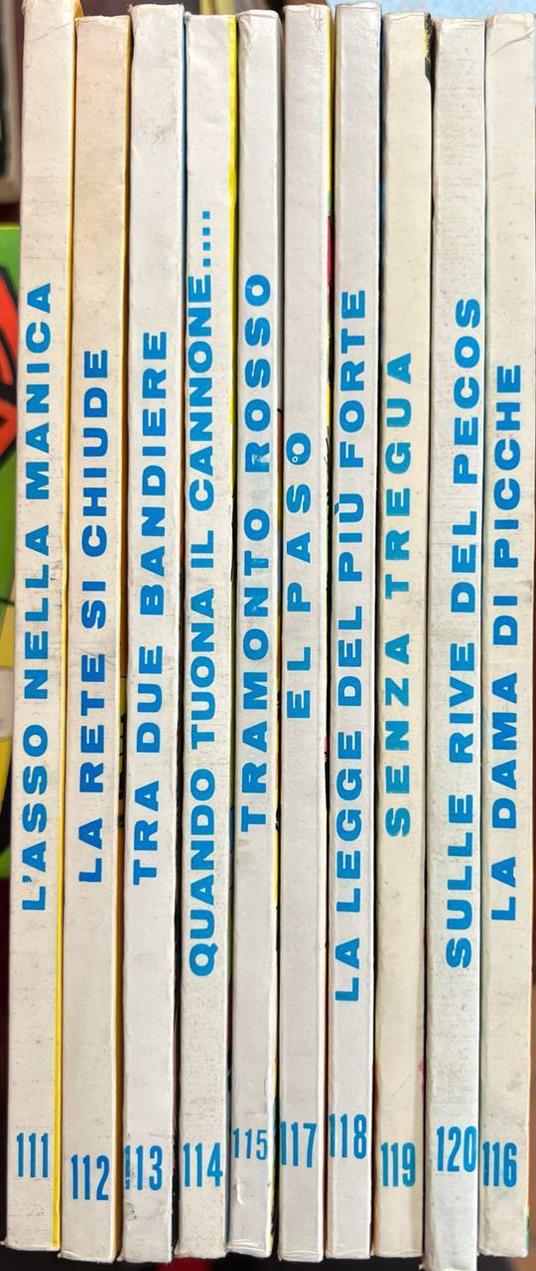 L'ASSO NELLA MANICA
111
LA RETE SI CHIUDE
112
TRA DUE BANDIERE
113
QUANDO TUONA IL CANNONE....
114
TRAMONTO ROSSO
115
EL PASO
117
LA LEGGE DEL PIÙ FORTE
118
SENZA TREGUA
119
SULLE RIVE DEL PECOS
120
LA DAMA DI PICCHE
116